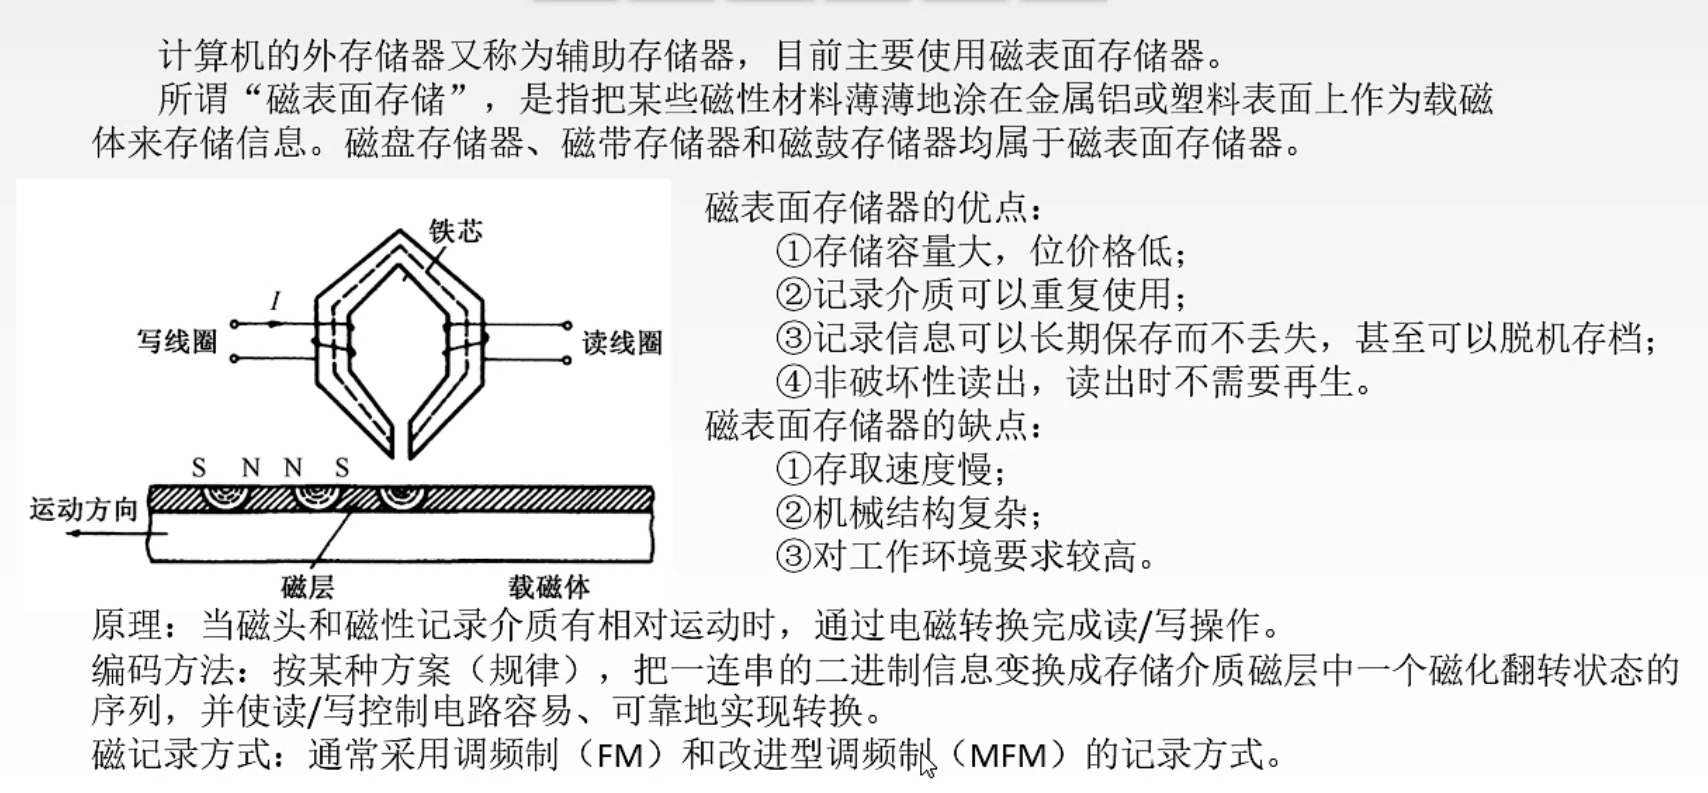 计算机的外存储器又称为辅助存储器，目前主要使用磁表面存储器。
所谓“磁表面存储”，是指把某些磁性材料薄薄地涂在金属铝或塑料表面上作为载磁
体来存储信息。磁盘存储器、磁带存储器和磁鼓存储器均属于磁表面存储器。
铁芯
I
写线圈
读线圈
S N N S
运动方向
磁层
载磁体
磁表面存储器的优点：
①存储容量大，位价格低；
②记录介质可以重复使用；
③记录信息可以长期保存而不丢失，甚至可以脱机存档；
④非破坏性读出，读出时不需要再生。
磁表面存储器的缺点：
①存取速度慢；
②机械结构复杂；
③对工作环境要求较高。
原理：当磁头和磁性记录介质有相对运动时，通过电磁转换完成读/写操作。
编码方法：按某种方案（规律），把一连串的二进制信息变换成存储介质磁层中一个磁化翻转状态的
序列，并使读/写控制电路容易、可靠地实现转换。
磁记录方式：通常采用调频制（FM）和改进型调频制（MFM）的记录方式。